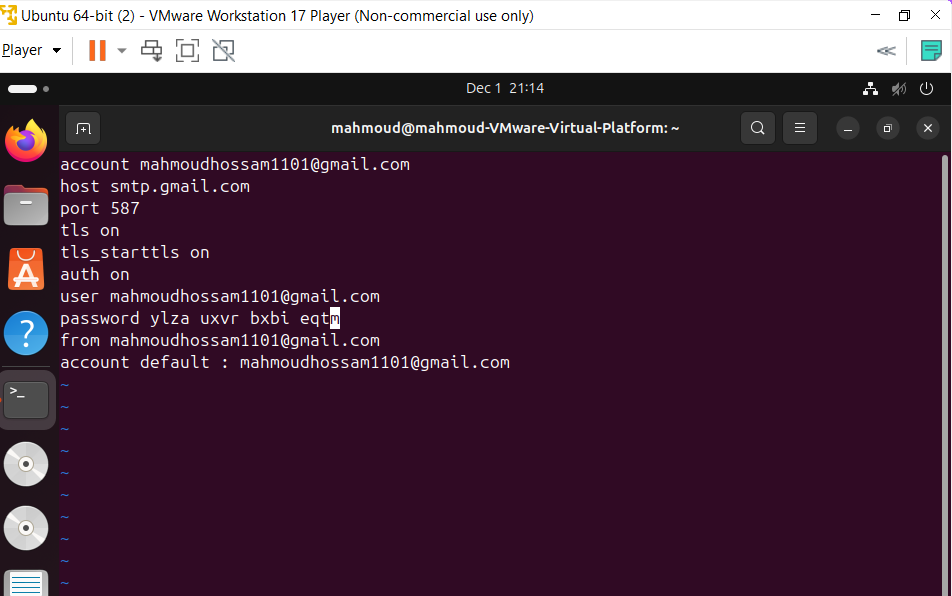 Ubuntu 64-bit (2) - VMware Workstation 17 Player (Non-commercial use only)
Player
Dec 1 21:14
mahmoud@mahmoud-VMware-Virtual-Platform: ~
account mahmoudhossam1101@gmail.com
host smtp.gmail.com
port 587
tls on
tls_starttls on
auth on
user mahmoudhossam1101@gmail.com
password ylza uxvr bxbi eqtm
from mahmoudhossam1101@gmail.com
account default : mahmoudhossam1101@gmail.com
~
~
~
~
~
~
~
~
~
~